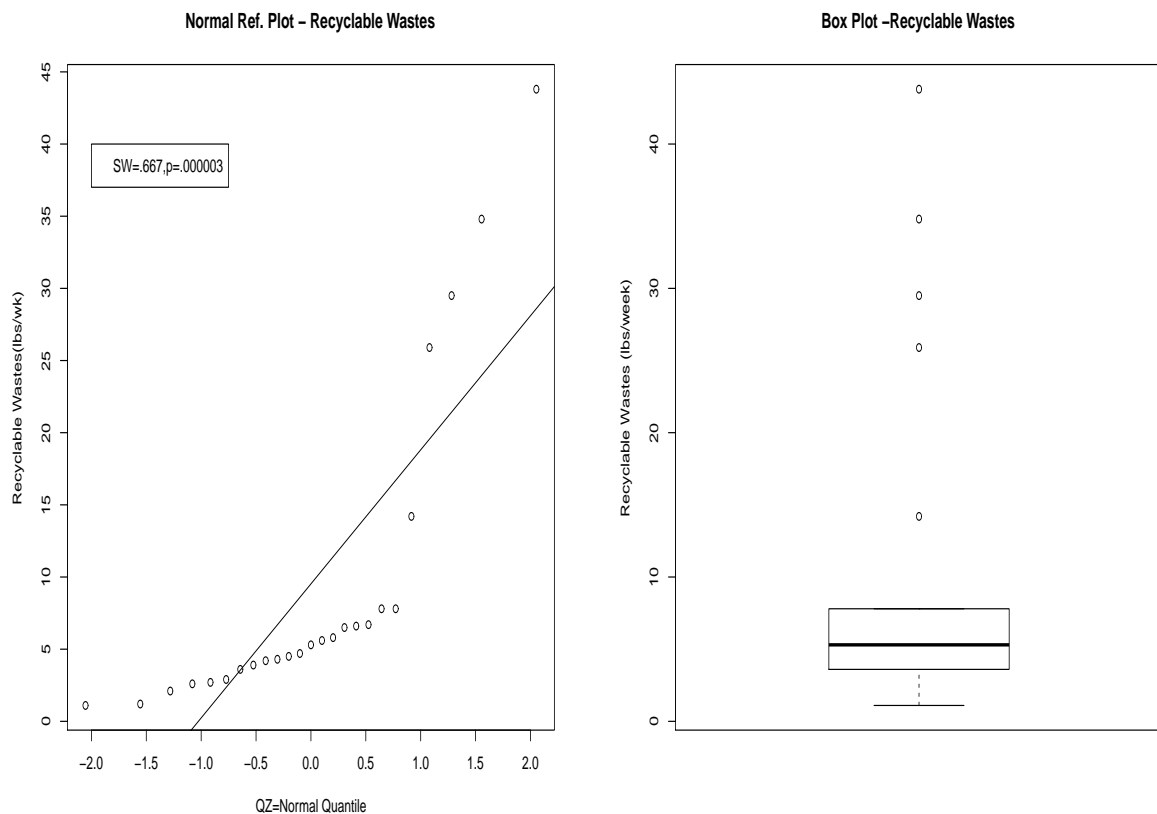 Normal Ref. Plot – Recyclable Wastes
45
40
35
30
25
20
15
10
5
0
Recyclable Wastes(lbs/wk)
SW=.667,p=.000003
−2.0 −1.5 −1.0 −0.5 0.0 0.5 1.0 1.5 2.0
QZ=Normal Quantile
Box Plot –Recyclable Wastes
40
30
20
10
0
Recyclable Wastes (lbs/week)